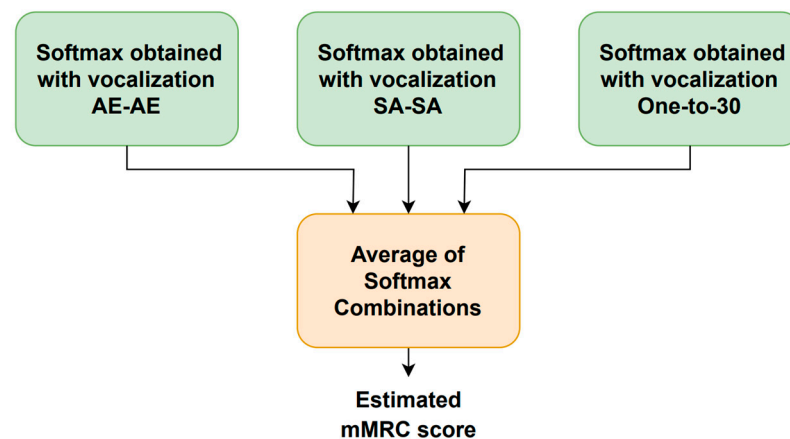 Softmax obtained
with vocalization
AE-AE
Softmax obtained
with vocalization
SA-SA
Softmax obtained
with vocalization
One-to-30
Average of
Softmax
Combinations
Estimated
mMRC score